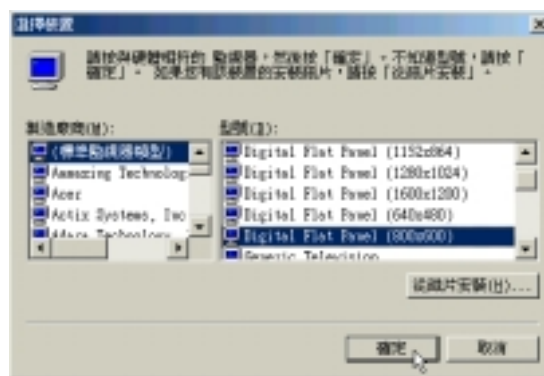 選擇裝置
請按與硬體相符的 監視器，然後按「確定」。不知道型號，請按「
確定」。如果您有該裝置的安裝磁片，請按「從磁片安裝」。
製造廠商(M)：
(標準監視器類型)
Amazing Technolog
Acer
Actix Systems, Inc
Adara Technology,
型號(L)：
Digital Flat Panel (1152x864)
Digital Flat Panel (1280x1024)
Digital Flat Panel (1600x1200)
Digital Flat Panel (640x480)
Digital Flat Panel (800x600)
Generic Television
從磁片安裝(H)...
確定
取消